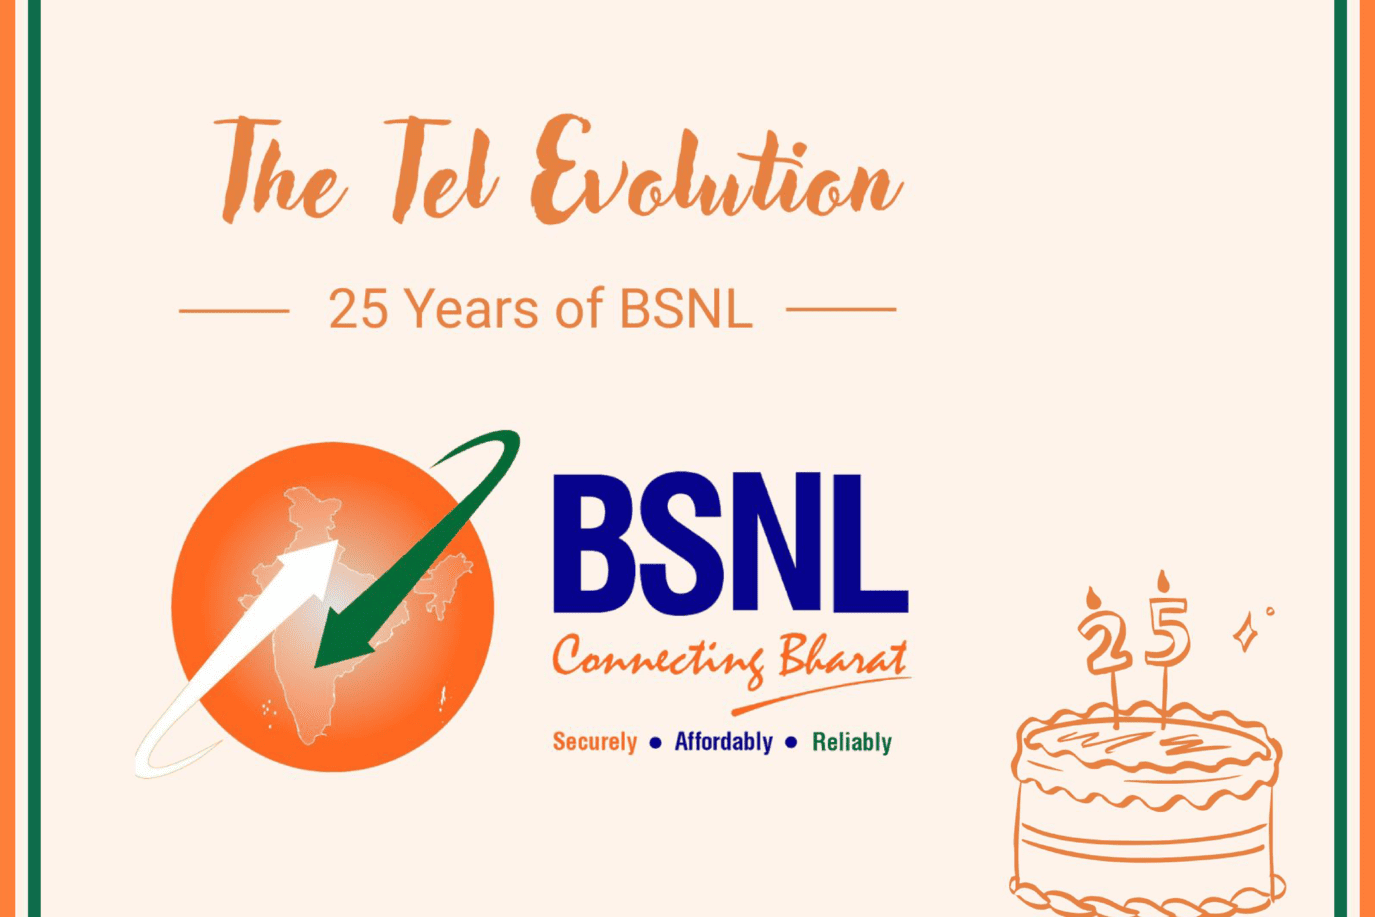 The Tel Evolution
25 Years of BSNL
BSNL
Connecting Bharat
Securely • Affordably • Reliably
25